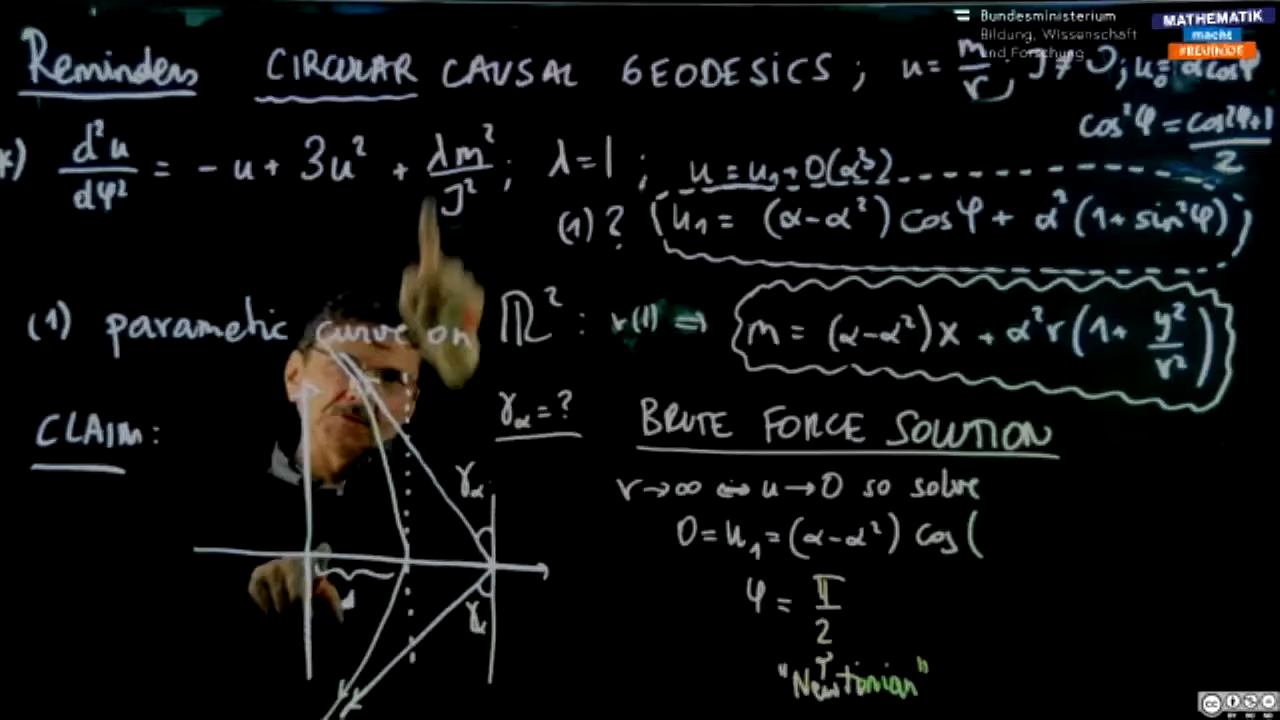 Bundesministerium
Bildung, Wissenschaft
und Forschung
MATHEMATIK
macht
Reminders CIRCULAR CAUSAL GEODESICS ; u = m/r, J ≠ 0; u₀ = α cos φ
cos²φ = (cos 2φ+1)/2
d²u/dφ² = - u + 3u² + λm²/J² ; λ = 1 ; u = u₁ + O(α³)
(1) ? u₁ = (α - α²) cos φ + α² (1 + sin² φ)
(1) parametic curve on ℝ² : r(1) ⇒ m = (α - α²) x + α² r (1 + y²/r²)
CLAIM:
γα = ? BRUTE FORCE SOLUTION
r → ∞ ⇔ u → 0 so solve
γα
0 = u₁ = (α - α²) cos (
φ = π/2
"Newtonian"
cc